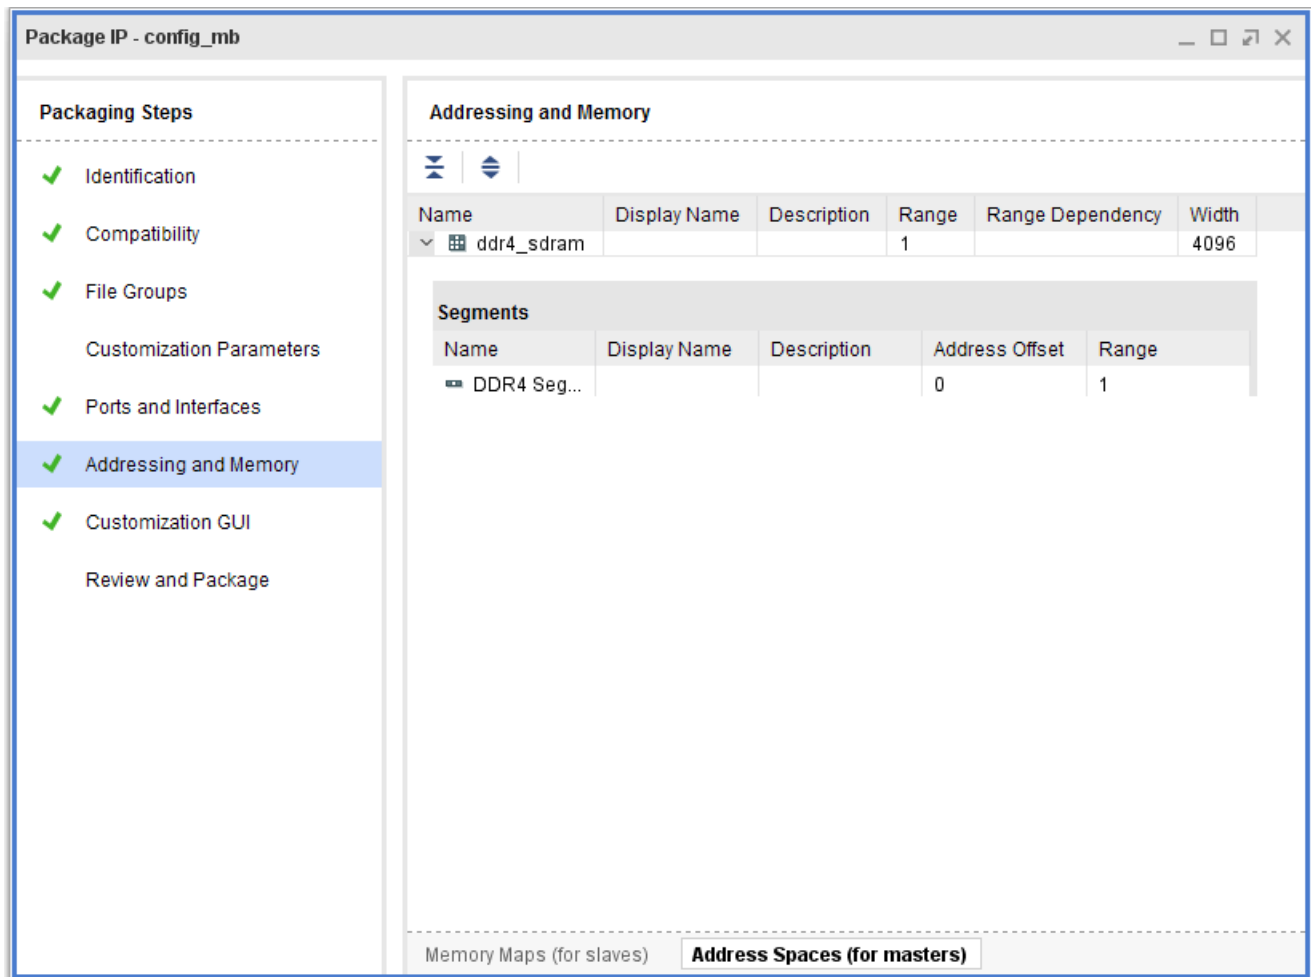 Package IP - config_mb
Packaging Steps
Identification
Compatibility
File Groups
Customization Parameters
Ports and Interfaces
Addressing and Memory
Customization GUI
Review and Package
Addressing and Memory
Name Display Name Description Range Range Dependency Width
ddr4_sdram 1 4096
Segments
Name Display Name Description Address Offset Range
DDR4 Seg... 0 1
Memory Maps (for slaves) Address Spaces (for masters)